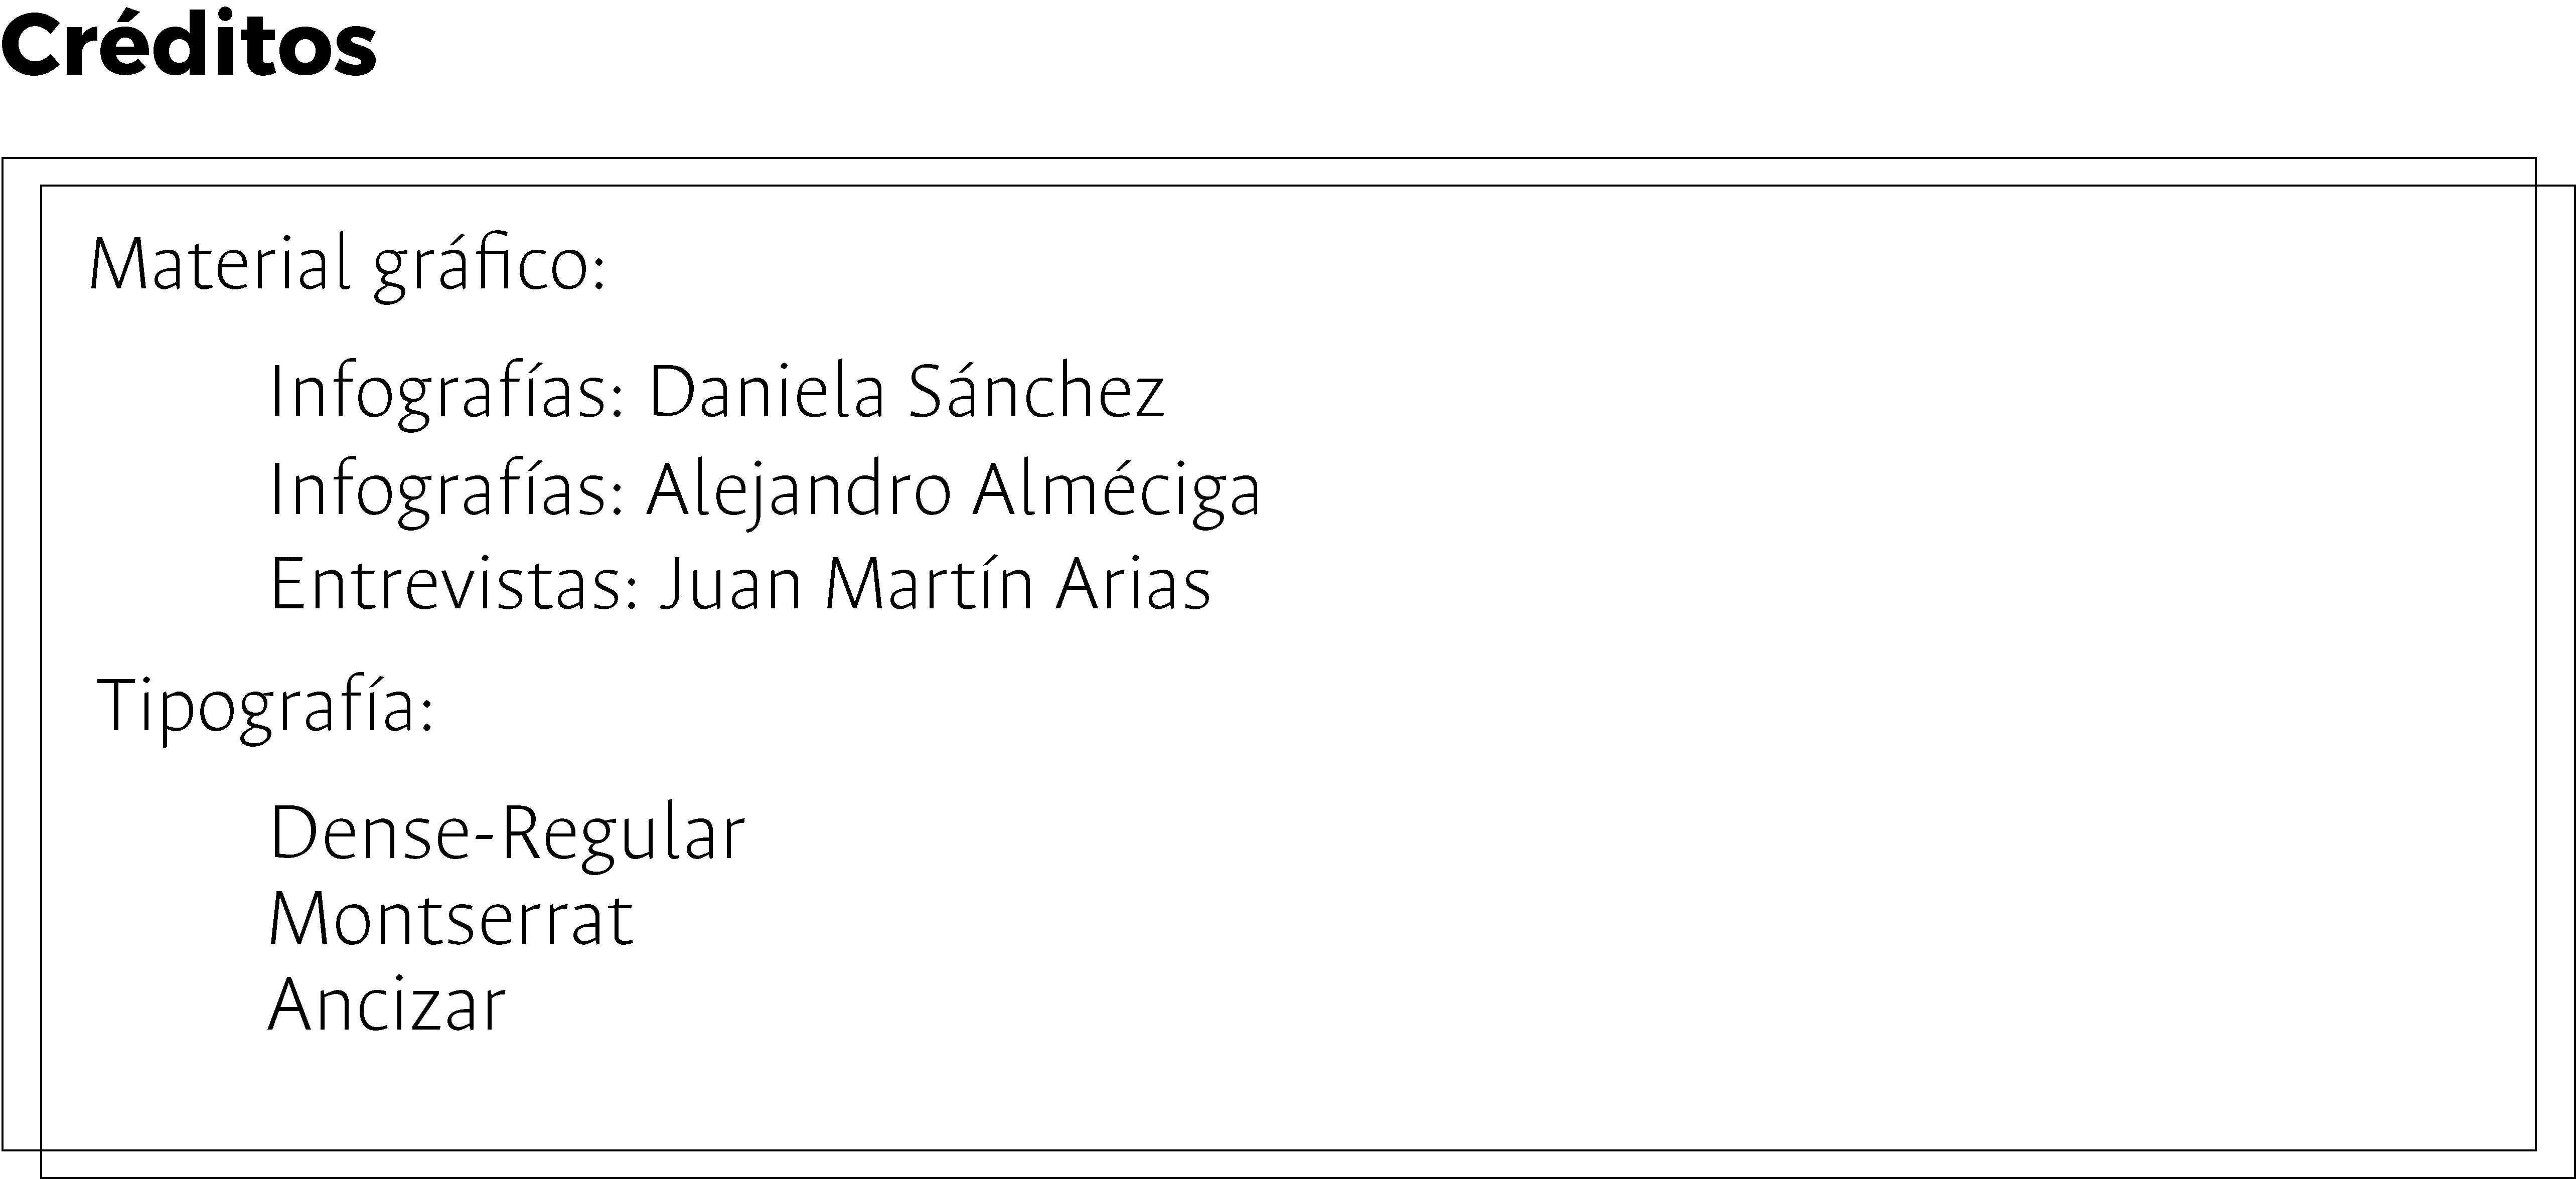 Créditos
Material gráfico:
Infografías: Daniela Sánchez
Infografías: Alejandro Alméciga
Entrevistas: Juan Martín Arias
Tipografía:
Dense-Regular
Montserrat
Ancizar